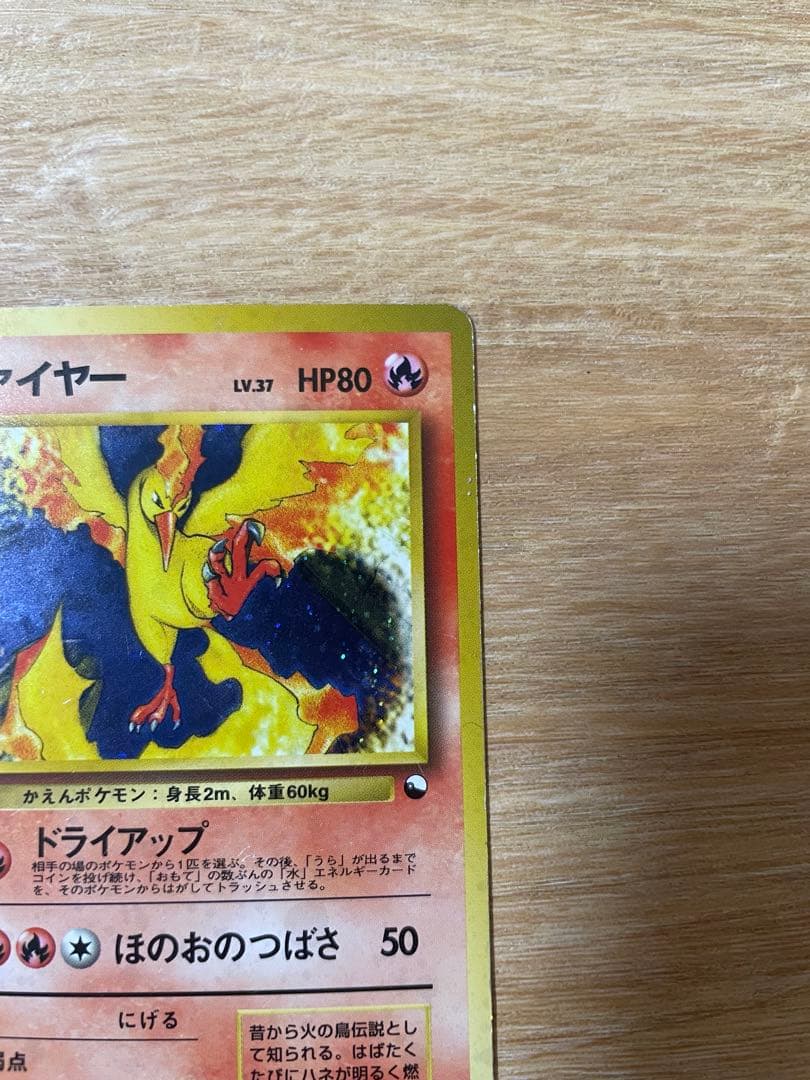 ァイヤー LV.37 HP80
かえんポケモン：身長2m、体重60kg
ドライアップ
相手の場のポケモンから1匹を選ぶ。その後、「うら」が出るまで
コインを投げ続け、「おもて」の数ぶんの「水」エネルギーカード
を、そのポケモンからはがしてトラッシュさせる。
ほのおのつばさ 50
にげる
弱点
昔から火の鳥伝説とし
て知られる。はばたく
たびにハネが明るく燃